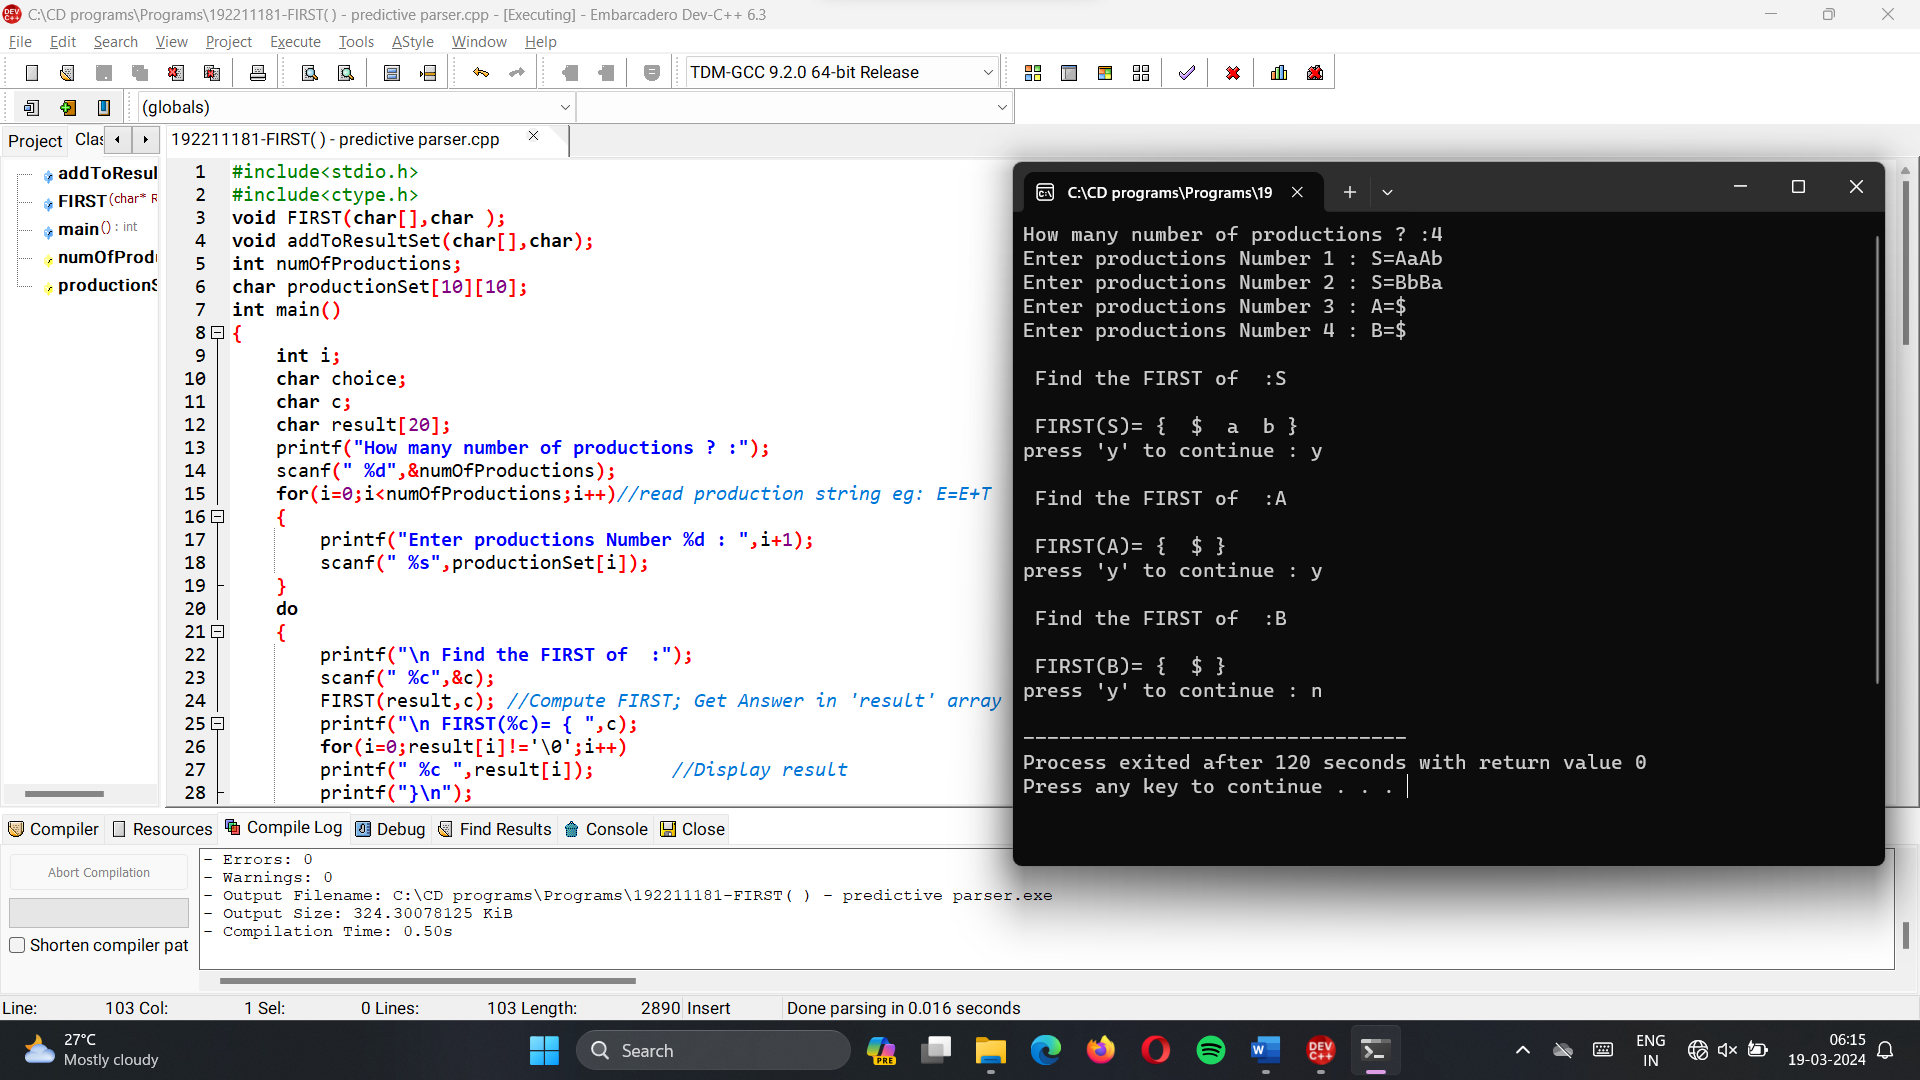 C:\CD programs\Programs\192211181-FIRST( ) - predictive parser.cpp - [Executing] - Embarcadero Dev-C++ 6.3
File Edit Search View Project Execute Tools AStyle Window Help
TDM-GCC 9.2.0 64-bit Release
(globals)
Project Clas
192211181-FIRST( ) - predictive parser.cpp
addToResul
FIRST (char* R
main () : int
numOfProdu
productionS
1 #include<stdio.h>
2 #include<ctype.h>
3 void FIRST(char[],char );
4 void addToResultSet(char[],char);
5 int numOfProductions;
6 char productionSet[10][10];
7 int main()
8 {
9 int i;
10 char choice;
11 char c;
12 char result[20];
13 printf("How many number of productions ? :");
14 scanf(" %d",&numOfProductions);
15 for(i=0;i<numOfProductions;i++)//read production string eg: E=E+T
16 {
17 printf("Enter productions Number %d : ",i+1);
18 scanf(" %s",productionSet[i]);
19 }
20 do
21 {
22 printf("\n Find the FIRST of  :");
23 scanf(" %c",&c);
24 FIRST(result,c); //Compute FIRST; Get Answer in 'result' array
25 printf("\n FIRST(%c)= { ",c);
26 for(i=0;result[i]!='\0';i++)
27 printf(" %c ",result[i]);       //Display result
28 printf("}\n");
C:\CD programs\Programs\19
How many number of productions ? :4
Enter productions Number 1 : S=AaAb
Enter productions Number 2 : S=BbBa
Enter productions Number 3 : A=$
Enter productions Number 4 : B=$
Find the FIRST of  :S
FIRST(S)= {  $  a  b }
press 'y' to continue : y
Find the FIRST of  :A
FIRST(A)= {  $ }
press 'y' to continue : y
Find the FIRST of  :B
FIRST(B)= {  $ }
press 'y' to continue : n
--------------------------------
Process exited after 120 seconds with return value 0
Press any key to continue . . .
Compiler Resources Compile Log Debug Find Results Console Close
Abort Compilation
Shorten compiler pat
- Errors: 0
- Warnings: 0
- Output Filename: C:\CD programs\Programs\192211181-FIRST( ) - predictive parser.exe
- Output Size: 324.30078125 KiB
- Compilation Time: 0.50s
Line: 103 Col: 1 Sel: 0 Lines: 103 Length: 2890 Insert Done parsing in 0.016 seconds
27°C
Mostly cloudy
Search
PRE
DEV C++
ENG
IN
06:15
19-03-2024